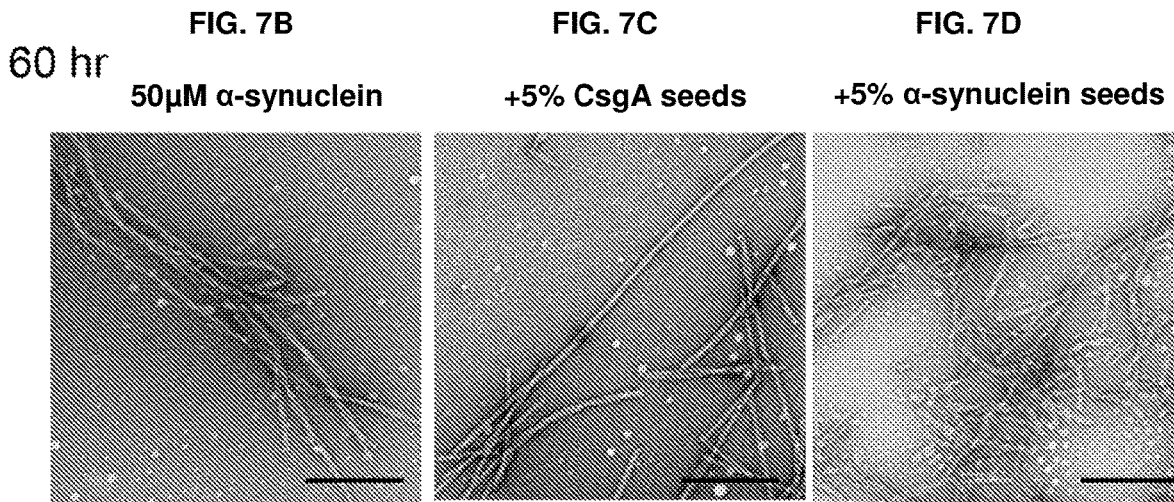 FIG. 7B FIG. 7C FIG. 7D
60 hr
50µM α-synuclein +5% CsgA seeds +5% α-synuclein seeds